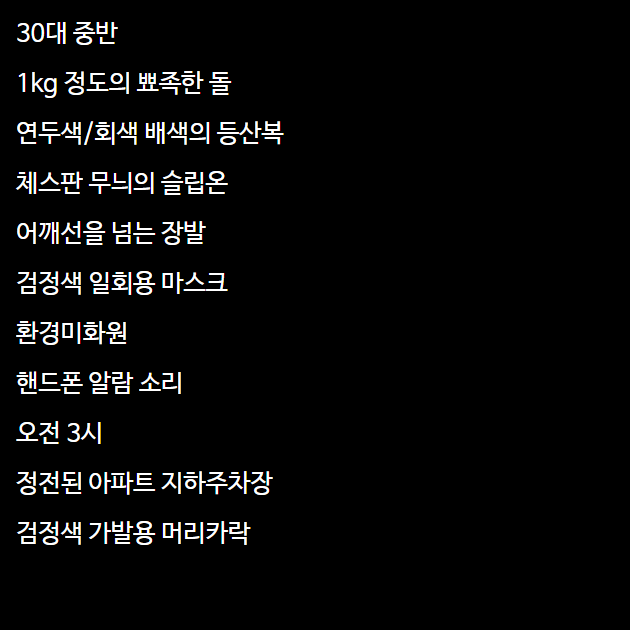 30대 중반
1kg 정도의 뾰족한 돌
연두색/회색 배색의 등산복
체스판 무늬의 슬립온
어깨선을 넘는 장발
검정색 일회용 마스크
환경미화원
핸드폰 알람 소리
오전 3시
정전된 아파트 지하주차장
검정색 가발용 머리카락